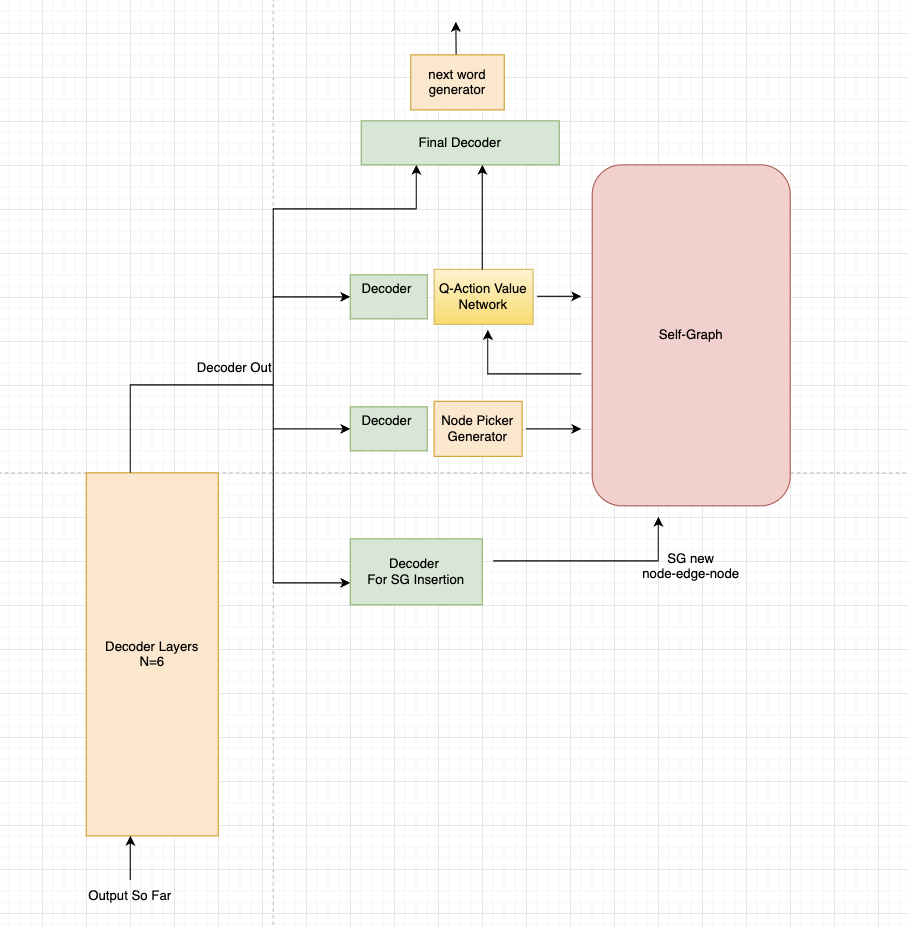 next word
generator
Final Decoder
Decoder
Q-Action Value
Network
Self-Graph
Decoder Out
Decoder
Node Picker
Generator
Decoder
For SG Insertion
SG new
node-edge-node
Decoder Layers
N=6
Output So Far